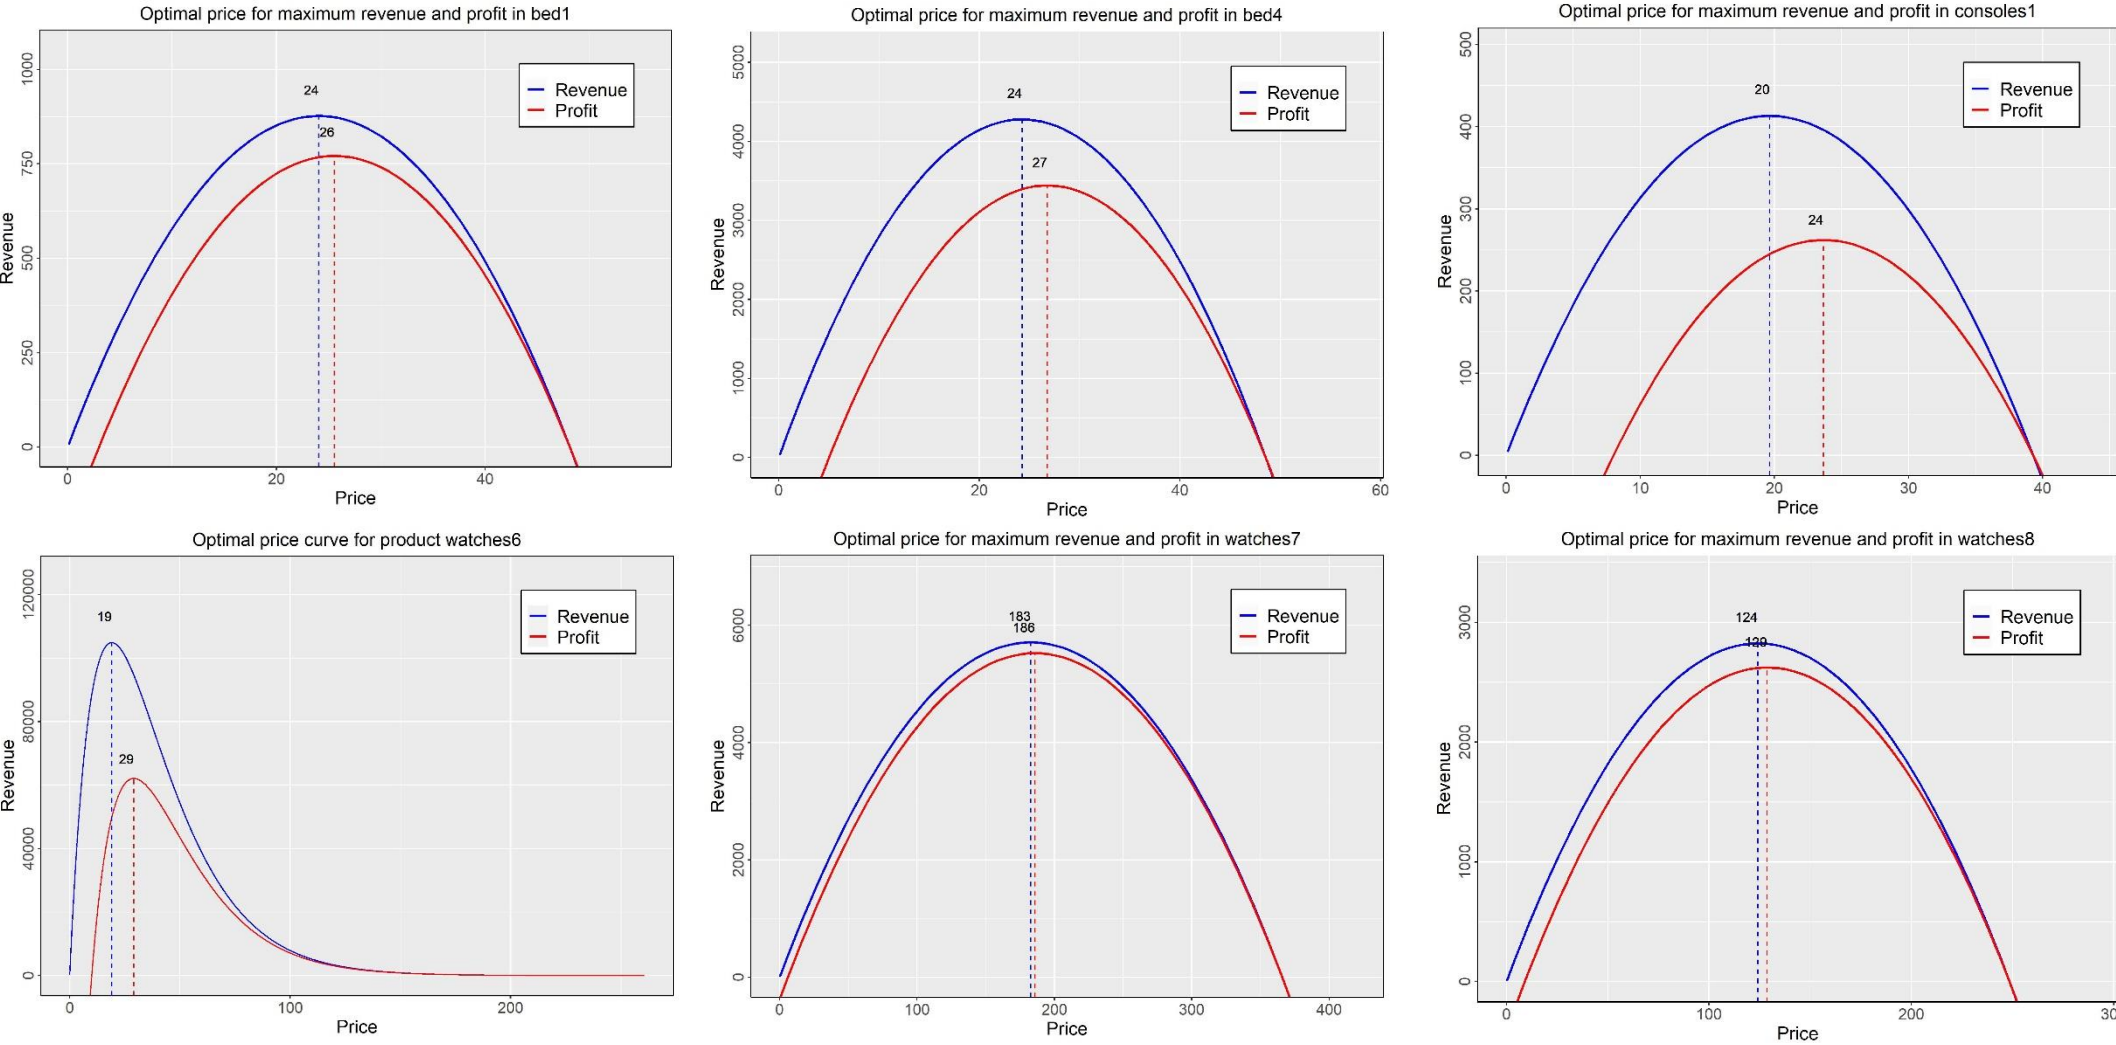 Optimal price for maximum revenue and profit in bed1
1000
750
500
250
0
Revenue
24
26
Revenue
Profit
0
20
40
Price
Optimal price for maximum revenue and profit in bed4
5000
4000
3000
2000
1000
0
Revenue
24
27
Revenue
Profit
0
20
40
60
Price
Optimal price for maximum revenue and profit in consoles1
500
400
300
200
100
0
Revenue
20
24
Revenue
Profit
0
10
20
30
40
Price
Optimal price curve for product watches6
120000
80000
40000
0
Revenue
19
29
Revenue
Profit
0
100
200
Price
Optimal price for maximum revenue and profit in watches7
6000
4000
2000
0
Revenue
183
186
Revenue
Profit
0
100
200
300
400
Price
Optimal price for maximum revenue and profit in watches8
3000
2000
1000
0
Revenue
124
129
Revenue
Profit
0
100
200
30
Price